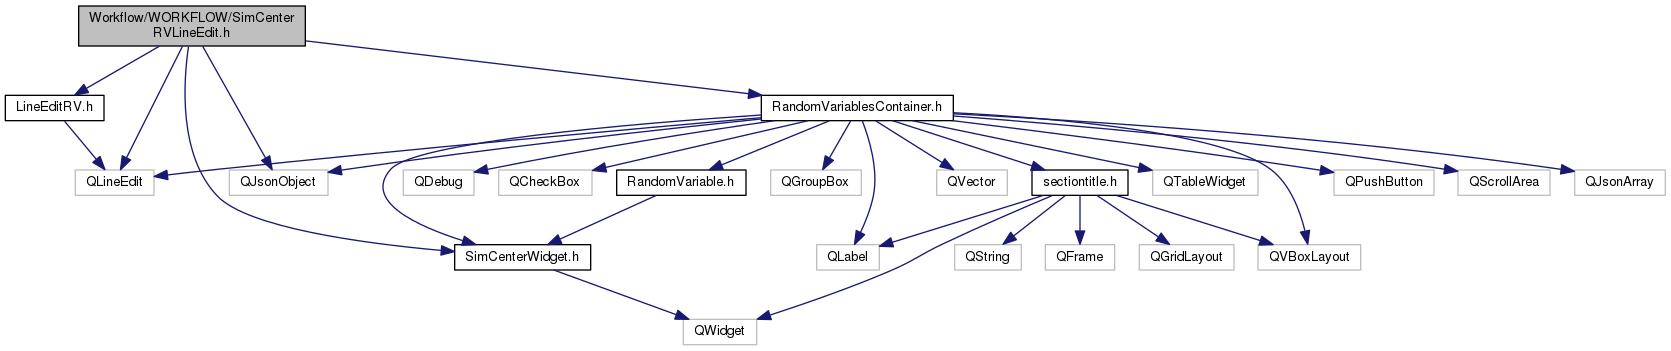 Workflow/WORKFLOW/SimCenter
RVLineEdit.h
LineEditRV.h
RandomVariablesContainer.h
QLineEdit
QJsonObject
QDebug
QCheckBox
RandomVariable.h
QGroupBox
QVector
sectiontitle.h
QTableWidget
QPushButton
QScrollArea
QJsonArray
SimCenterWidget.h
QLabel
QString
QFrame
QGridLayout
QVBoxLayout
QWidget